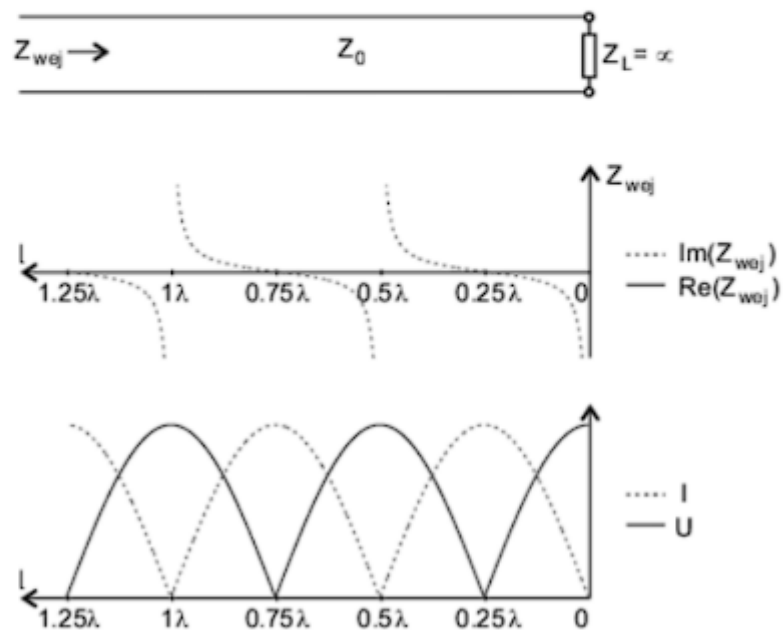 Z_wej → Z_0 Z_L = ∝
Z_wej
Im(Z_wej)
Re(Z_wej)
l 1.25λ 1λ 0.75λ 0.5λ 0.25λ 0
I
U
l 1.25λ 1λ 0.75λ 0.5λ 0.25λ 0